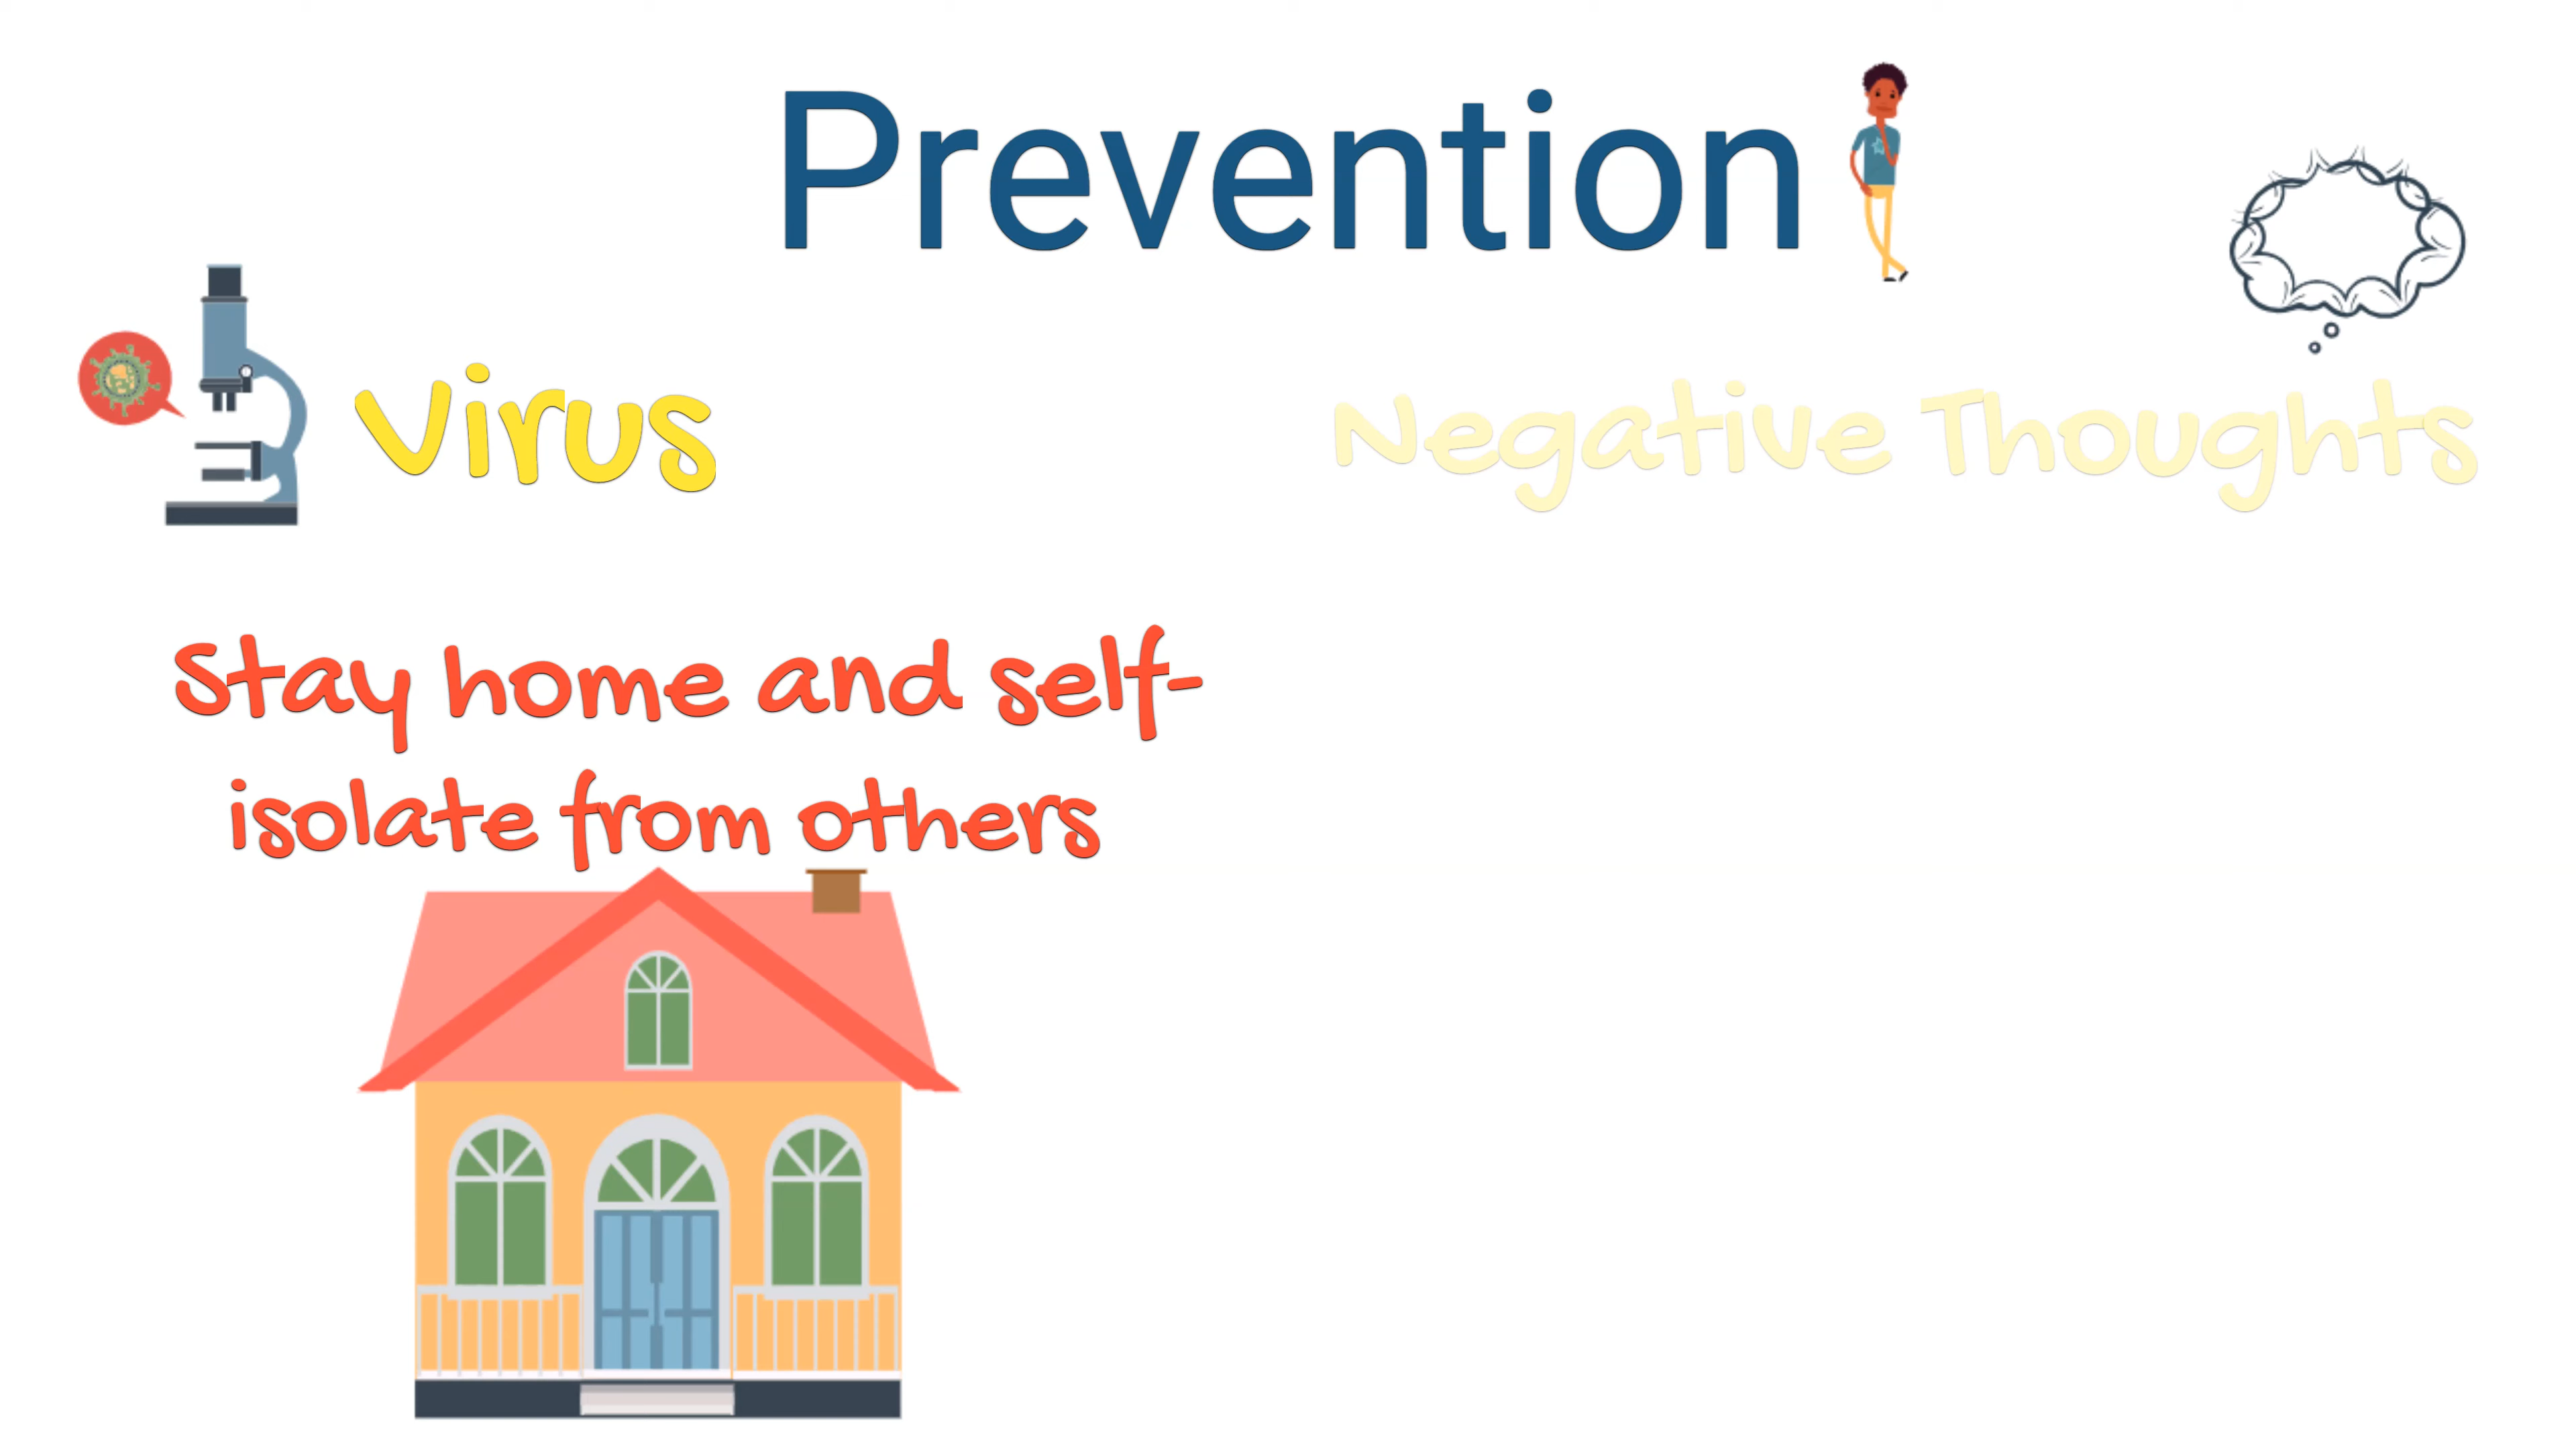 Prevention
Virus
Negative Thoughts
Stay home and self-
isolate from others